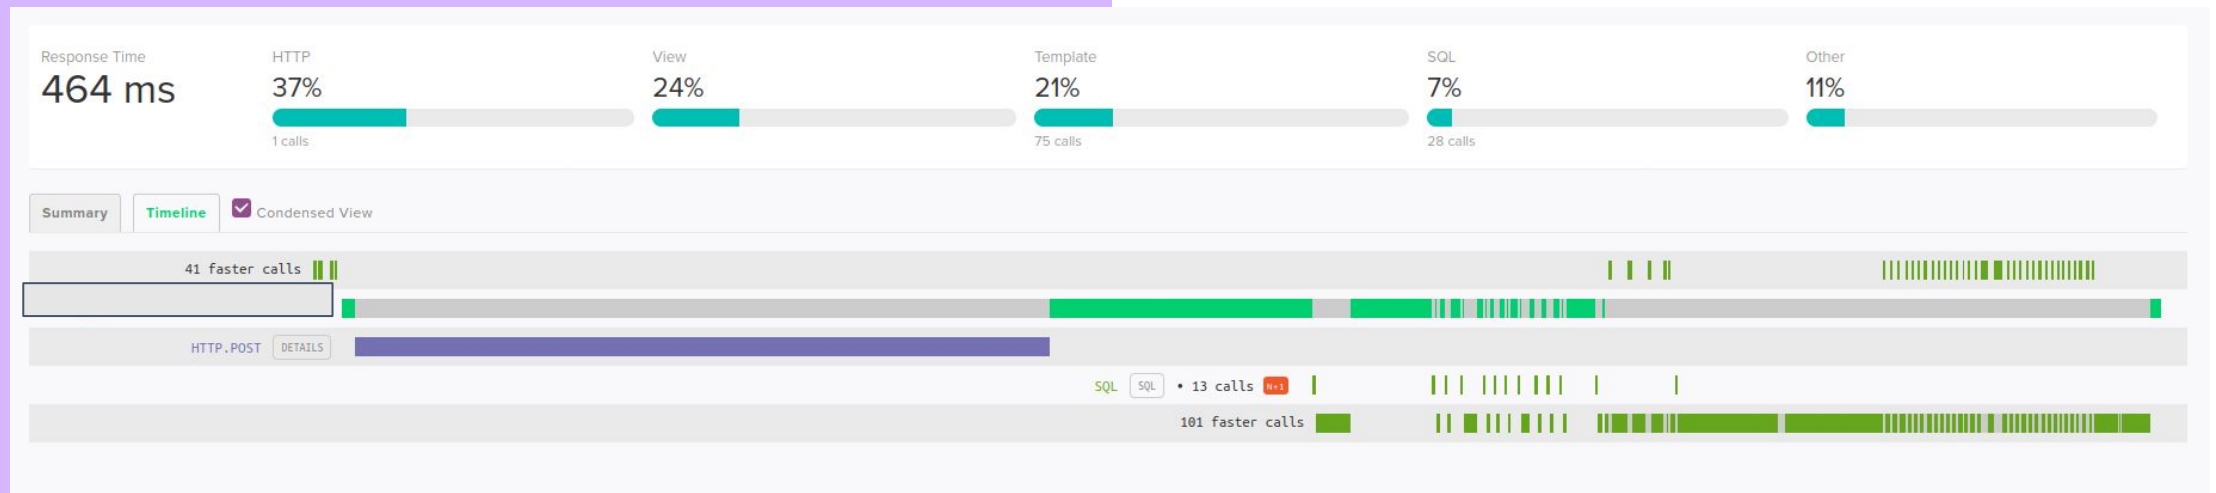 Response Time
464 ms
HTTP
37%
1 calls
View
24%
Template
21%
75 calls
SQL
7%
28 calls
Other
11%
Summary
Timeline
Condensed View
41 faster calls
HTTP.POST DETAILS
SQL SQL • 13 calls N+1
101 faster calls